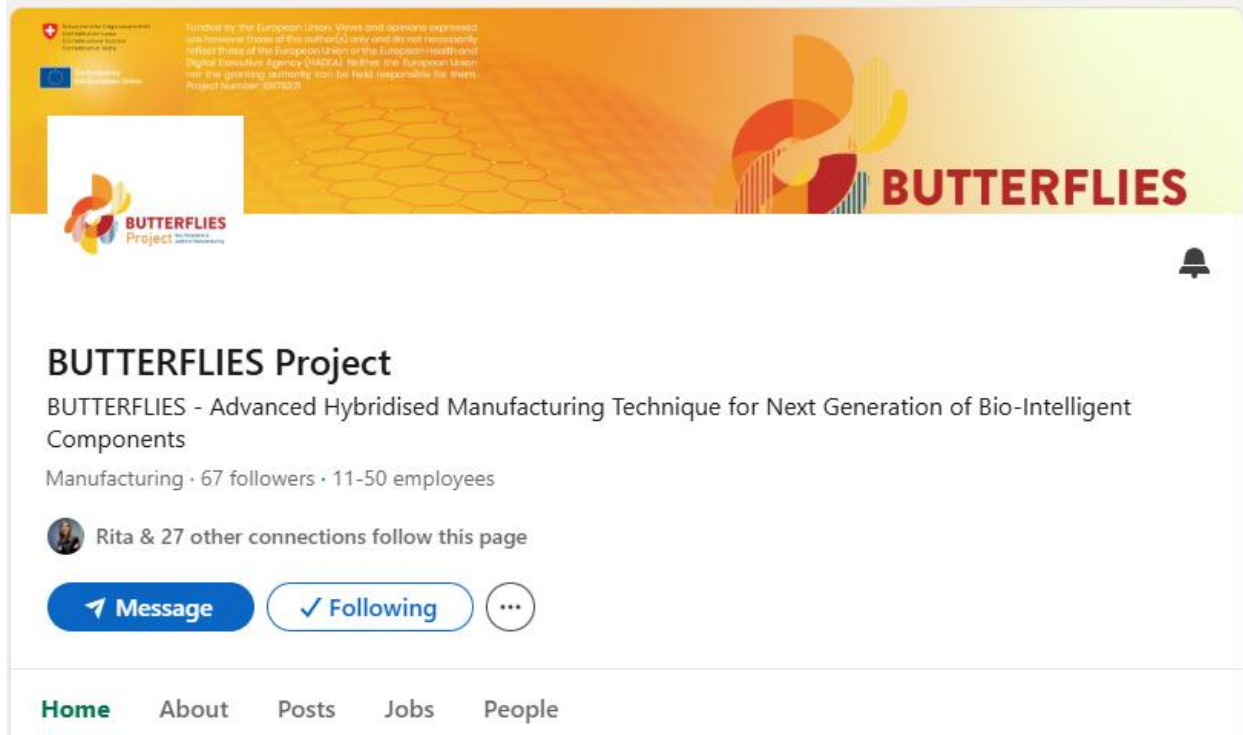 Funded by the European Union. Views and opinions expressed
are however those of the author(s) only and do not necessarily
reflect those of the European Union or the European Health and
Digital Executive Agency (HADEA). Neither the European Union
nor the granting authority can be held responsible for them.
Project Number:
BUTTERFLIES
BUTTERFLIES
Project
BUTTERFLIES Project
BUTTERFLIES - Advanced Hybridised Manufacturing Technique for Next Generation of Bio-Intelligent
Components
Manufacturing · 67 followers · 11-50 employees
Rita & 27 other connections follow this page
Message
Following
Home About Posts Jobs People